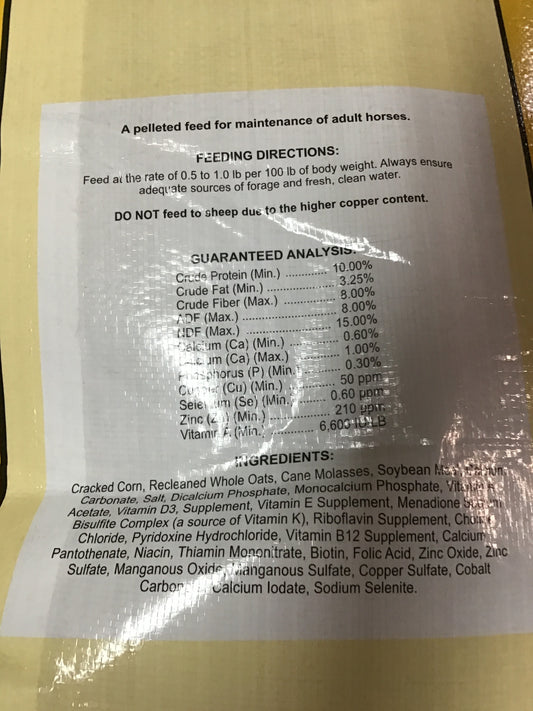 A pelleted feed for maintenance of adult horses.
FEEDING DIRECTIONS:
Feed at the rate of 0.5 to 1.0 lb per 100 lb of body weight. Always ensure
adequate sources of forage and fresh, clean water.
DO NOT feed to sheep due to the higher copper content.
GUARANTEED ANALYSIS:
Crude Protein (Min.) ............ 10.00%
Crude Fat (Min.) .................... 3.25%
Crude Fiber (Max.) ............... 8.00%
ADF (Max.) ............................ 8.00%
NDF (Max.) ......................... 15.00%
Calcium (Ca) (Min.) ............... 0.60%
(Ca) (Max.) ............... 1.00%
Phosphorus (P) (Min.) ........... 0.30%
(Cu) (Min.) ............ 50 ppm
(Se) (Min. ......... 0.60 ppm
Zinc (Min.) .................. 210 ppm
Vitamin A (Min.) ............. 6,600 IU/LB
INGREDIENTS:
Cracked Corn, Recleaned Whole Oats, Cane Molasses, Soybean
Carbonate, Salt, Dicalcium Phosphate, Monocalcium Phosphate,
Acetate, Vitamin D3, Supplement, Vitamin E Supplement, Menadione
Bisulfite Complex (a source of Vitamin K), Riboflavin Supplement,
Chloride, Pyridoxine Hydrochloride, Vitamin B12 Supplement, Calcium
Pantothenate, Niacin, Thiamin Mononitrate, Biotin, Folic Acid, Zinc Oxide, Zinc
Sulfate, Manganous Oxide, Manganous Sulfate, Copper Sulfate, Cobalt
Calcium Iodate, Sodium Selenite.